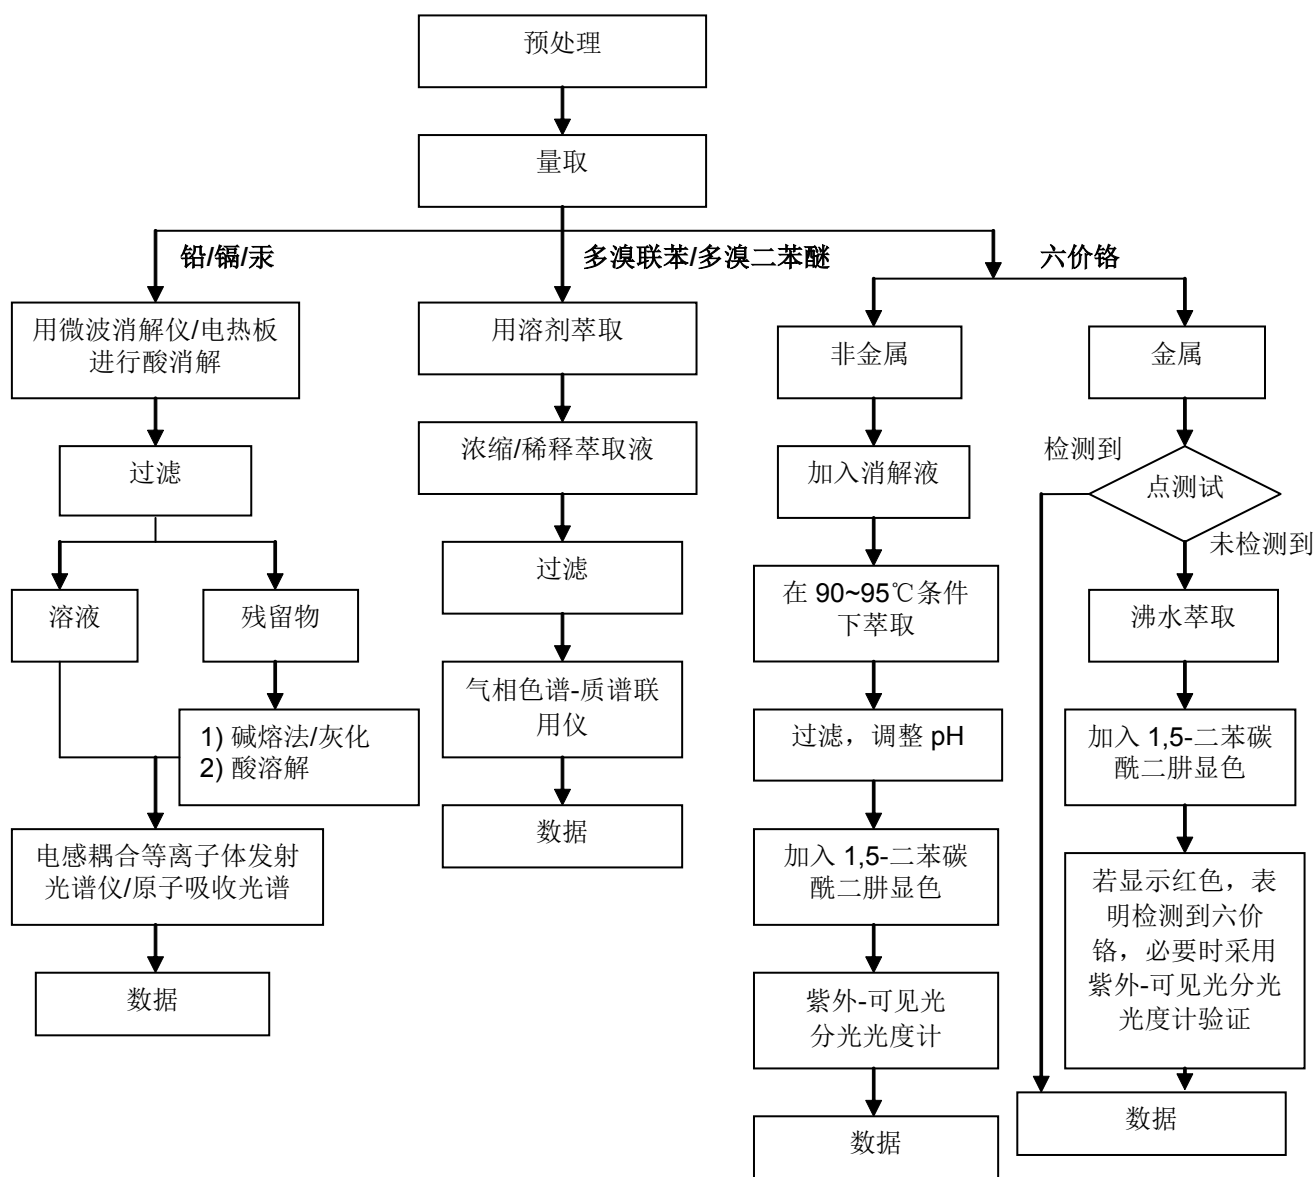 预处理
量取
铅/镉/汞
多溴联苯/多溴二苯醚
六价铬
用微波消解仪/电热板
进行酸消解
过滤
溶液
残留物
1) 碱熔法/灰化
2) 酸溶解
电感耦合等离子体发射
光谱仪/原子吸收光谱
数据
用溶剂萃取
浓缩/稀释萃取液
过滤
气相色谱-质谱联
用仪
数据
非金属
加入消解液
在 90~95℃条件
下萃取
过滤，调整 pH
加入 1,5-二苯碳
酰二肼显色
紫外-可见光
分光光度计
数据
金属
检测到
点测试
未检测到
沸水萃取
加入 1,5-二苯碳
酰二肼显色
若显示红色，表
明检测到六价
铬，必要时采用
紫外-可见光分光
光度计验证
数据